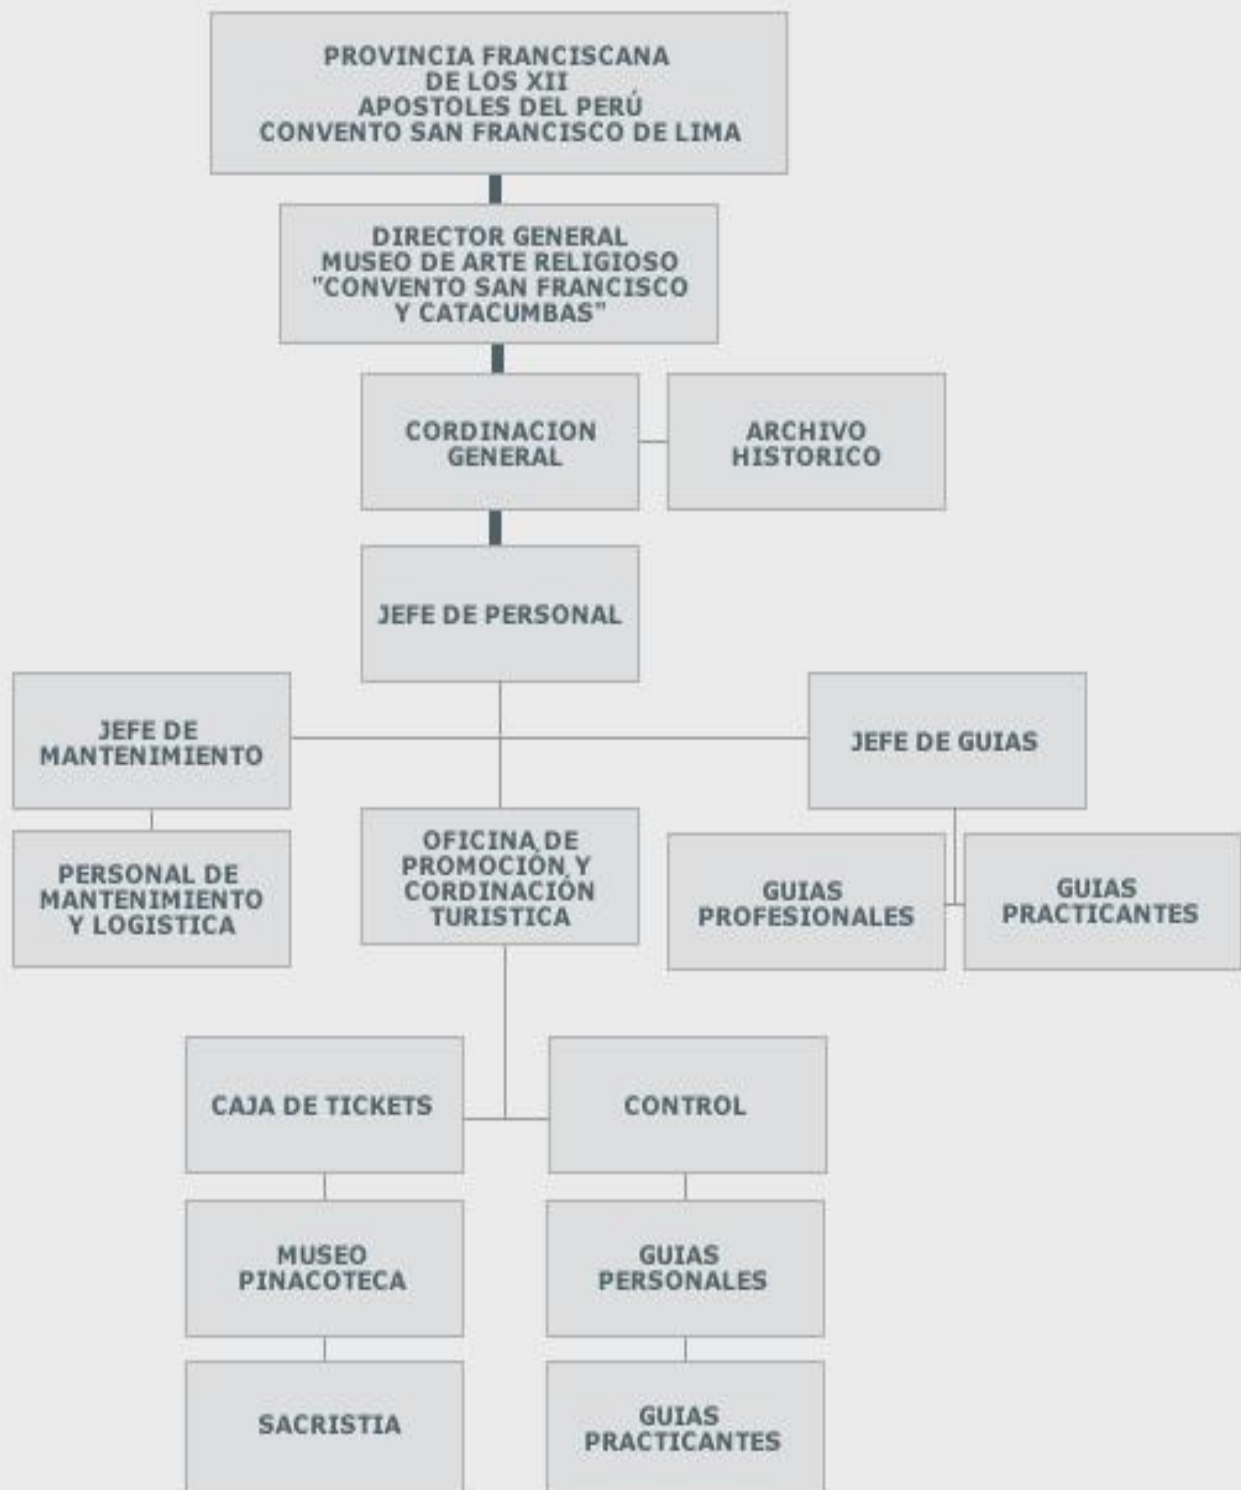 PROVINCIA FRANCISCANA
DE LOS XII
APOSTOLES DEL PERÚ
CONVENTO SAN FRANCISCO DE LIMA
DIRECTOR GENERAL
MUSEO DE ARTE RELIGIOSO
"CONVENTO SAN FRANCISCO
Y CATACUMBAS"
CORDINACION
GENERAL
ARCHIVO
HISTORICO
JEFE DE PERSONAL
JEFE DE
MANTENIMIENTO
JEFE DE GUIAS
PERSONAL DE
MANTENIMIENTO
Y LOGISTICA
OFICINA DE
PROMOCIÓN Y
CORDINACIÓN
TURISTICA
GUIAS
PROFESIONALES
GUIAS
PRACTICANTES
CAJA DE TICKETS
CONTROL
MUSEO
PINACOTECA
GUIAS
PERSONALES
SACRISTIA
GUIAS
PRACTICANTES